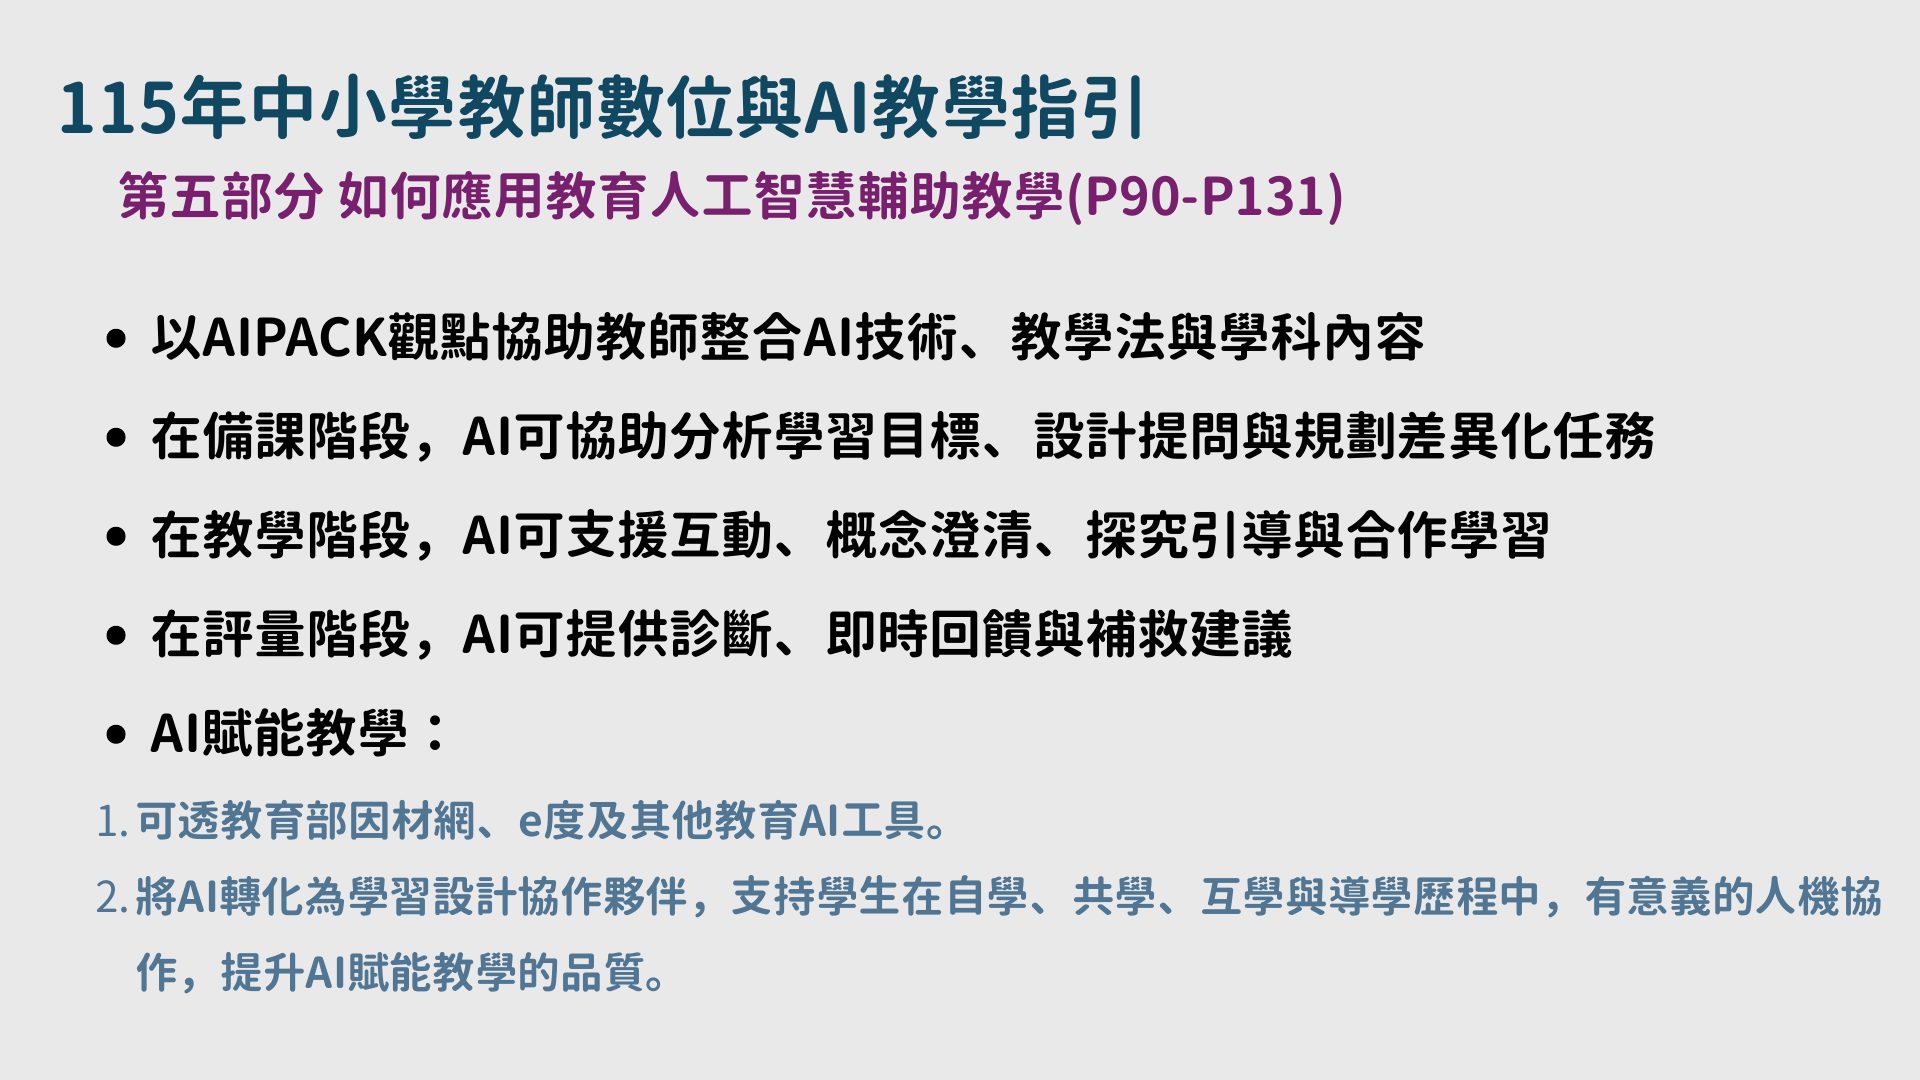 115年中小學教師數位與AI教學指引
第五部分 如何應用教育人工智慧輔助教學(P90-P131)
• 以AIPACK觀點協助教師整合AI技術、教學法與學科內容
• 在備課階段，AI可協助分析學習目標、設計提問與規劃差異化任務
• 在教學階段，AI可支援互動、概念澄清、探究引導與合作學習
• 在評量階段，AI可提供診斷、即時回饋與補救建議
• AI賦能教學：
1. 可透教育部因材網、e度及其他教育AI工具。
2. 將AI轉化為學習設計協作夥伴，支持學生在自學、共學、互學與導學歷程中，有意義的人機協
作，提升AI賦能教學的品質。